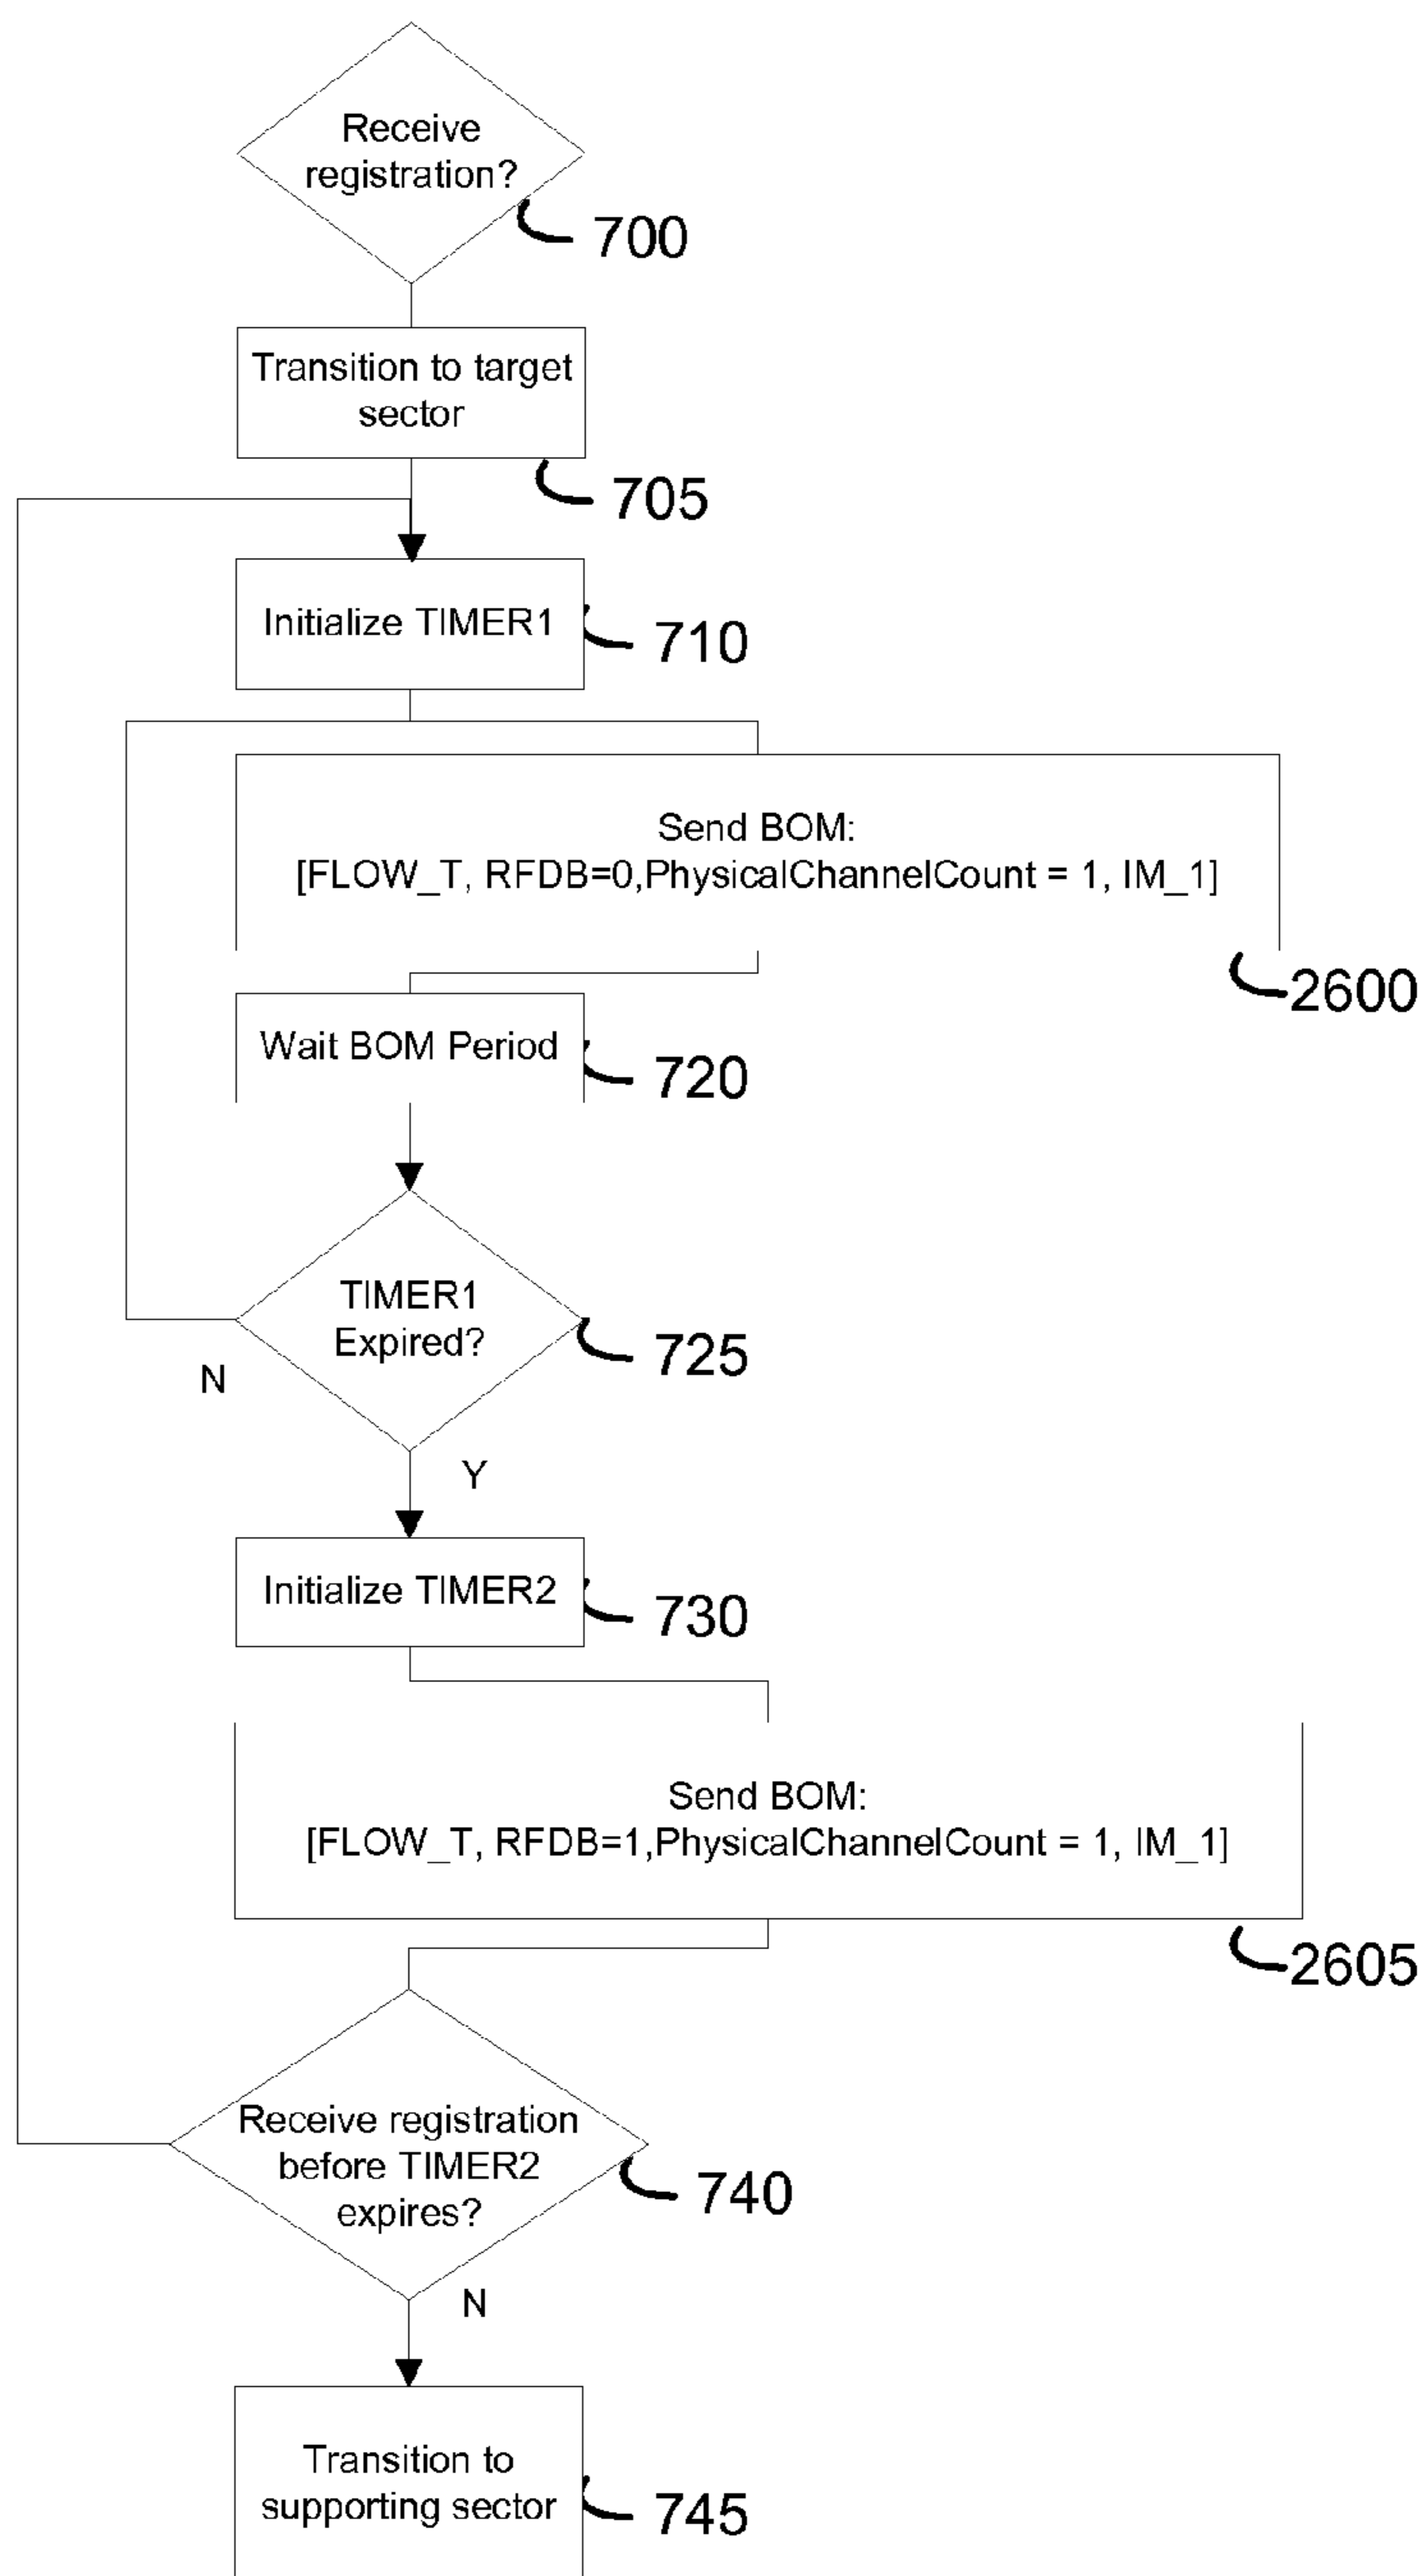 Receive
registration?
700
Transition to target
sector
705
Initialize TIMER1
710
Send BOM:
[FLOW_T, RFDB=0,PhysicalChannelCount = 1, IM_1]
2600
Wait BOM Period
720
TIMER1
Expired?
725
N
Y
Initialize TIMER2
730
Send BOM:
[FLOW_T, RFDB=1,PhysicalChannelCount = 1, IM_1]
2605
Receive registration
before TIMER2
expires?
740
N
Transition to
supporting sector
745